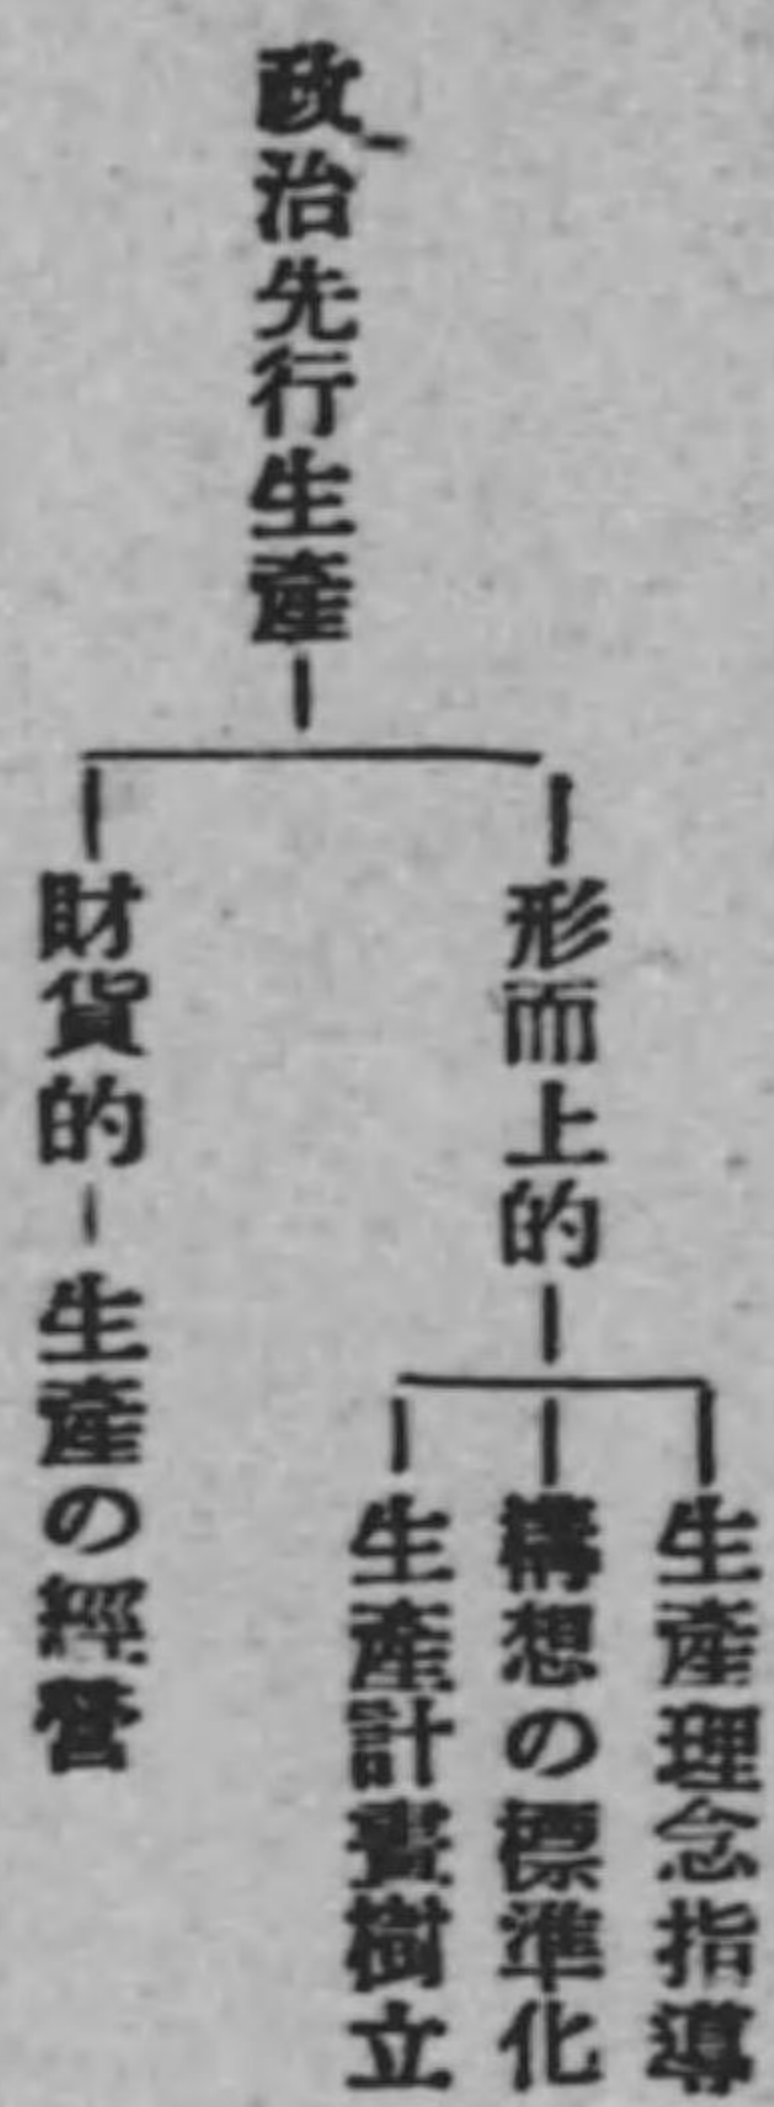 政治先行生產
形而上的
生產理念指導
構想の標準化
生產計畫樹立
財貨的
生產の經營